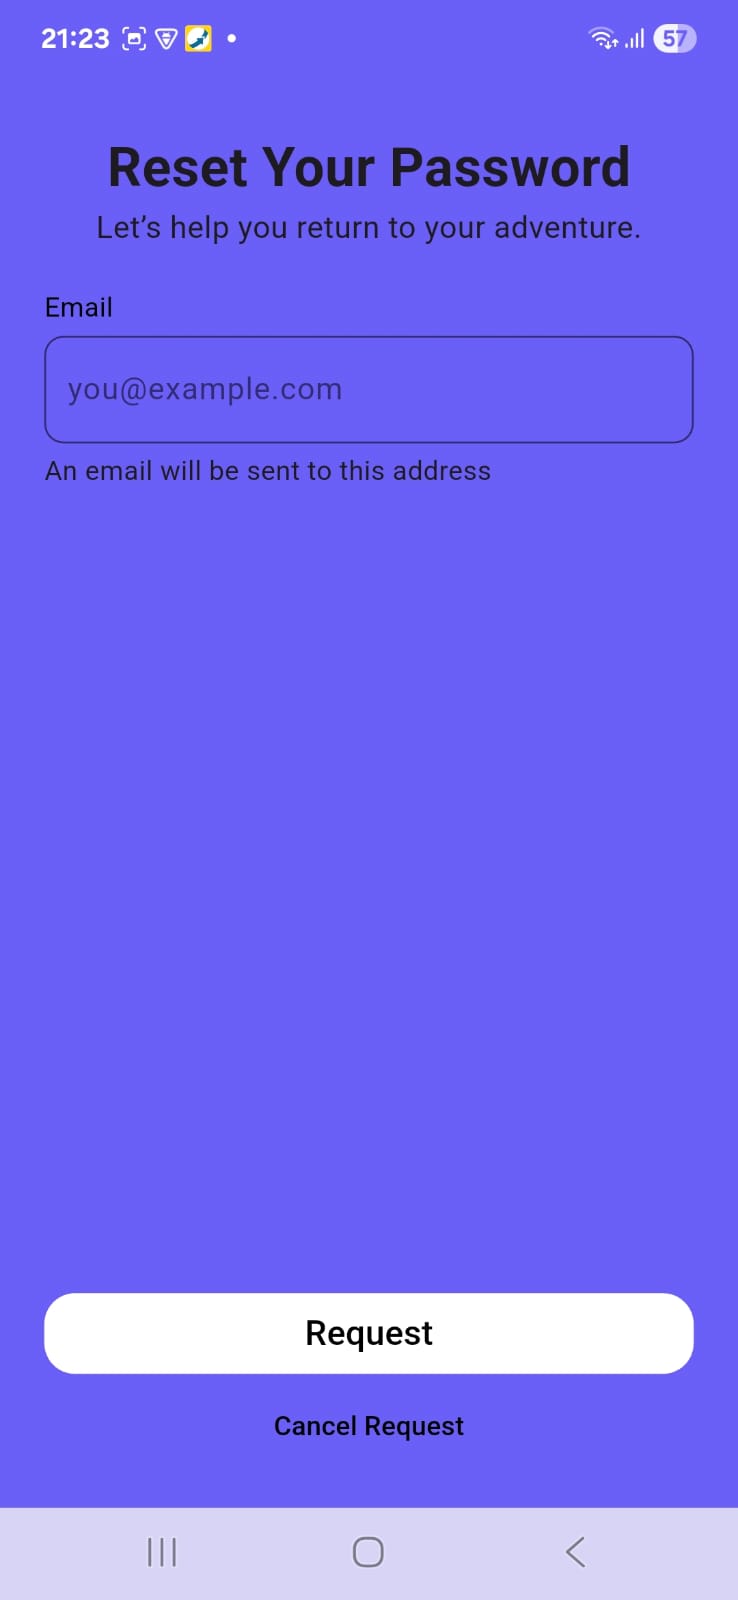 21:23
57
Reset Your Password
Let’s help you return to your adventure.
Email
you@example.com
An email will be sent to this address
Request
Cancel Request